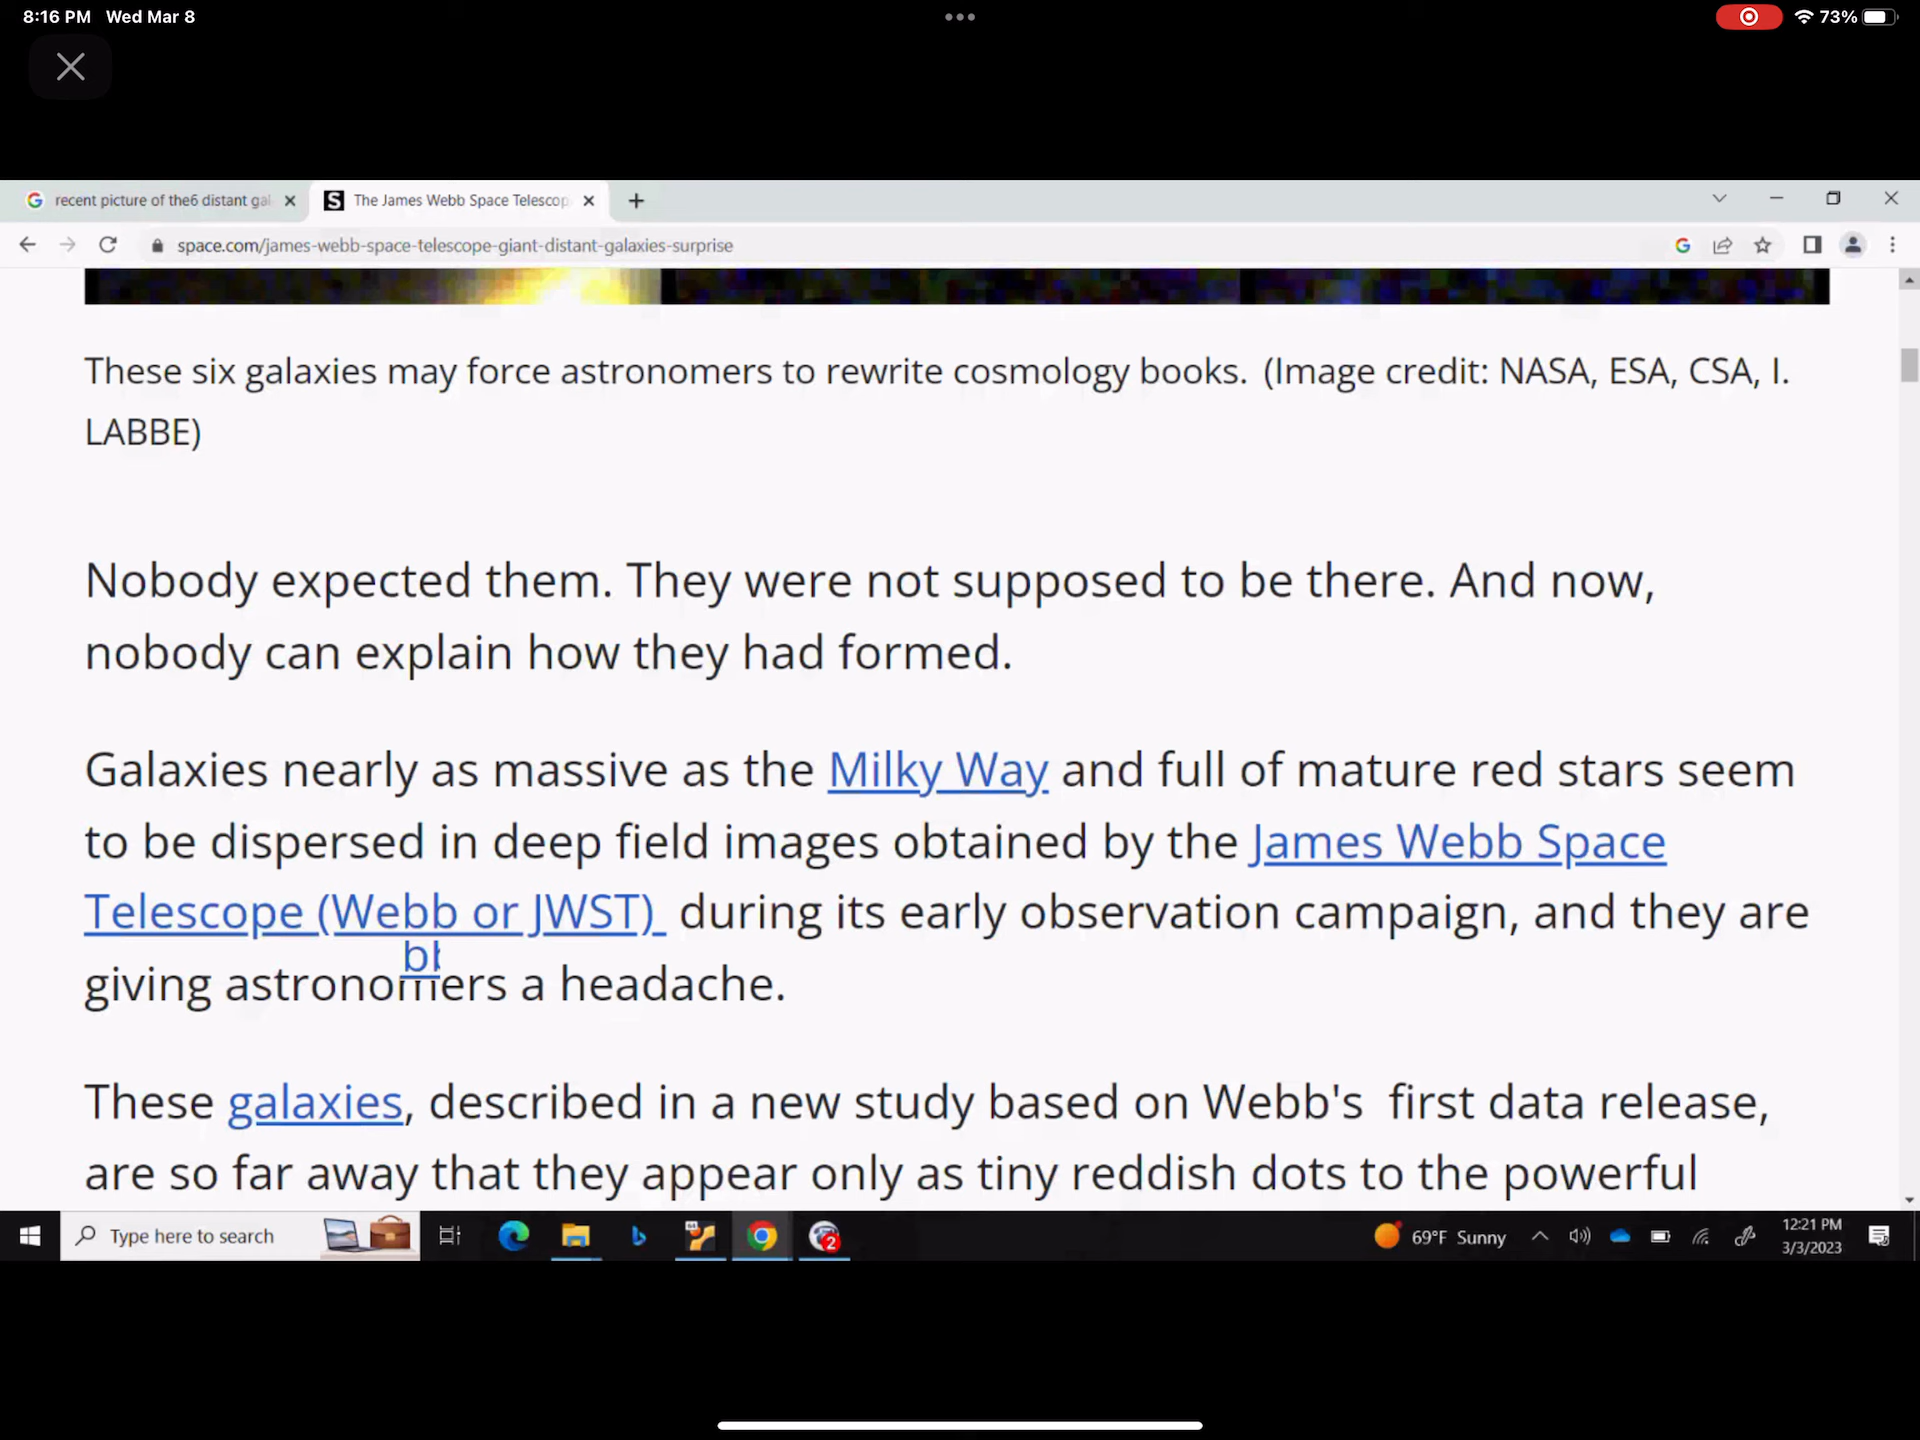 8:16 PM Wed Mar 8
73%
recent picture of the6 distant gal
The James Webb Space Telescop
space.com/james-webb-space-telescope-giant-distant-galaxies-surprise
These six galaxies may force astronomers to rewrite cosmology books. (Image credit: NASA, ESA, CSA, I.
LABBE)
Nobody expected them. They were not supposed to be there. And now,
nobody can explain how they had formed.
Galaxies nearly as massive as the Milky Way and full of mature red stars seem
to be dispersed in deep field images obtained by the James Webb Space
Telescope (Webb or JWST) during its early observation campaign, and they are
giving astronomers a headache.
These galaxies, described in a new study based on Webb's first data release,
are so far away that they appear only as tiny reddish dots to the powerful
Type here to search
2
69°F Sunny
12:21 PM
3/3/2023